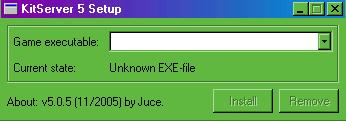 KitServer 5 Setup
Game executable:
Current state: Unknown EXE-file
About: v5.0.5 (11/2005) by Juce. Install Remove